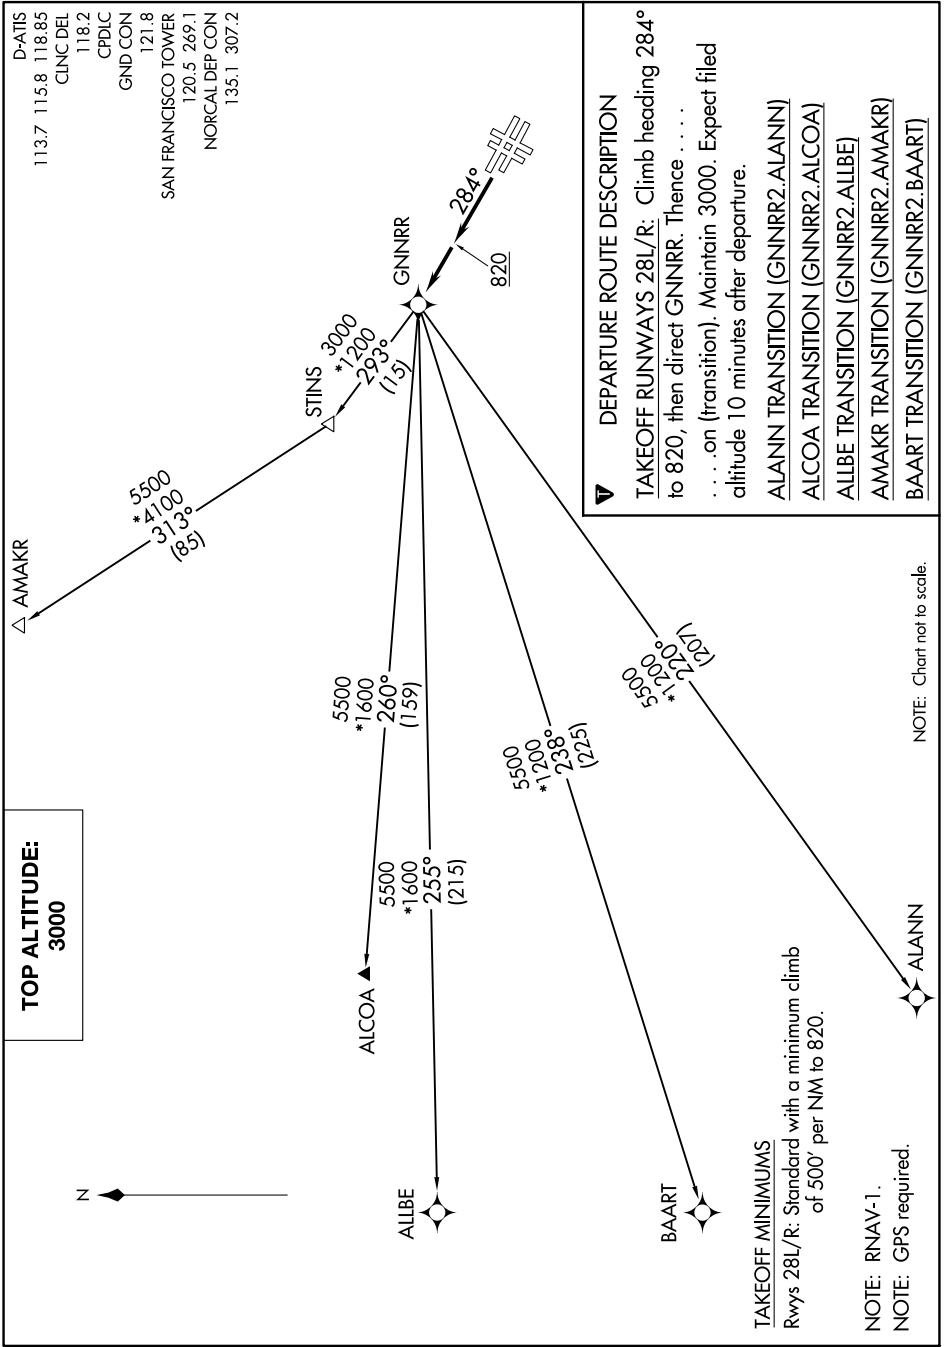 TOP ALTITUDE:
3000
D-ATIS
113.7 115.8 118.85
CLNC DEL
118.2
CPDLC
GND CON
121.8
SAN FRANCISCO TOWER
120.5 269.1
NORCAL DEP CON
135.1 307.2
N
AMAKR
5500
*4100
313°
(85)
STINS
3000
*1200
293°
(15)
GNNRR
284°
820
ALCOA
5500
*1600
260°
(159)
ALLBE
5500
*1600
255°
(215)
BAART
5500
*1200
238°
(225)
ALANN
5500
*1200
220°
(207)
TAKEOFF MINIMUMS
Rwys 28L/R: Standard with a minimum climb
of 500' per NM to 820.
NOTE: RNAV-1.
NOTE: GPS required.
NOTE: Chart not to scale.
T
DEPARTURE ROUTE DESCRIPTION
TAKEOFF RUNWAYS 28L/R: Climb heading 284°
to 820, then direct GNNRR. Thence . . . .
. . . .on (transition). Maintain 3000. Expect filed
altitude 10 minutes after departure.
ALANN TRANSITION (GNNRR2.ALANN)
ALCOA TRANSITION (GNNRR2.ALCOA)
ALLBE TRANSITION (GNNRR2.ALLBE)
AMAKR TRANSITION (GNNRR2.AMAKR)
BAART TRANSITION (GNNRR2.BAART)